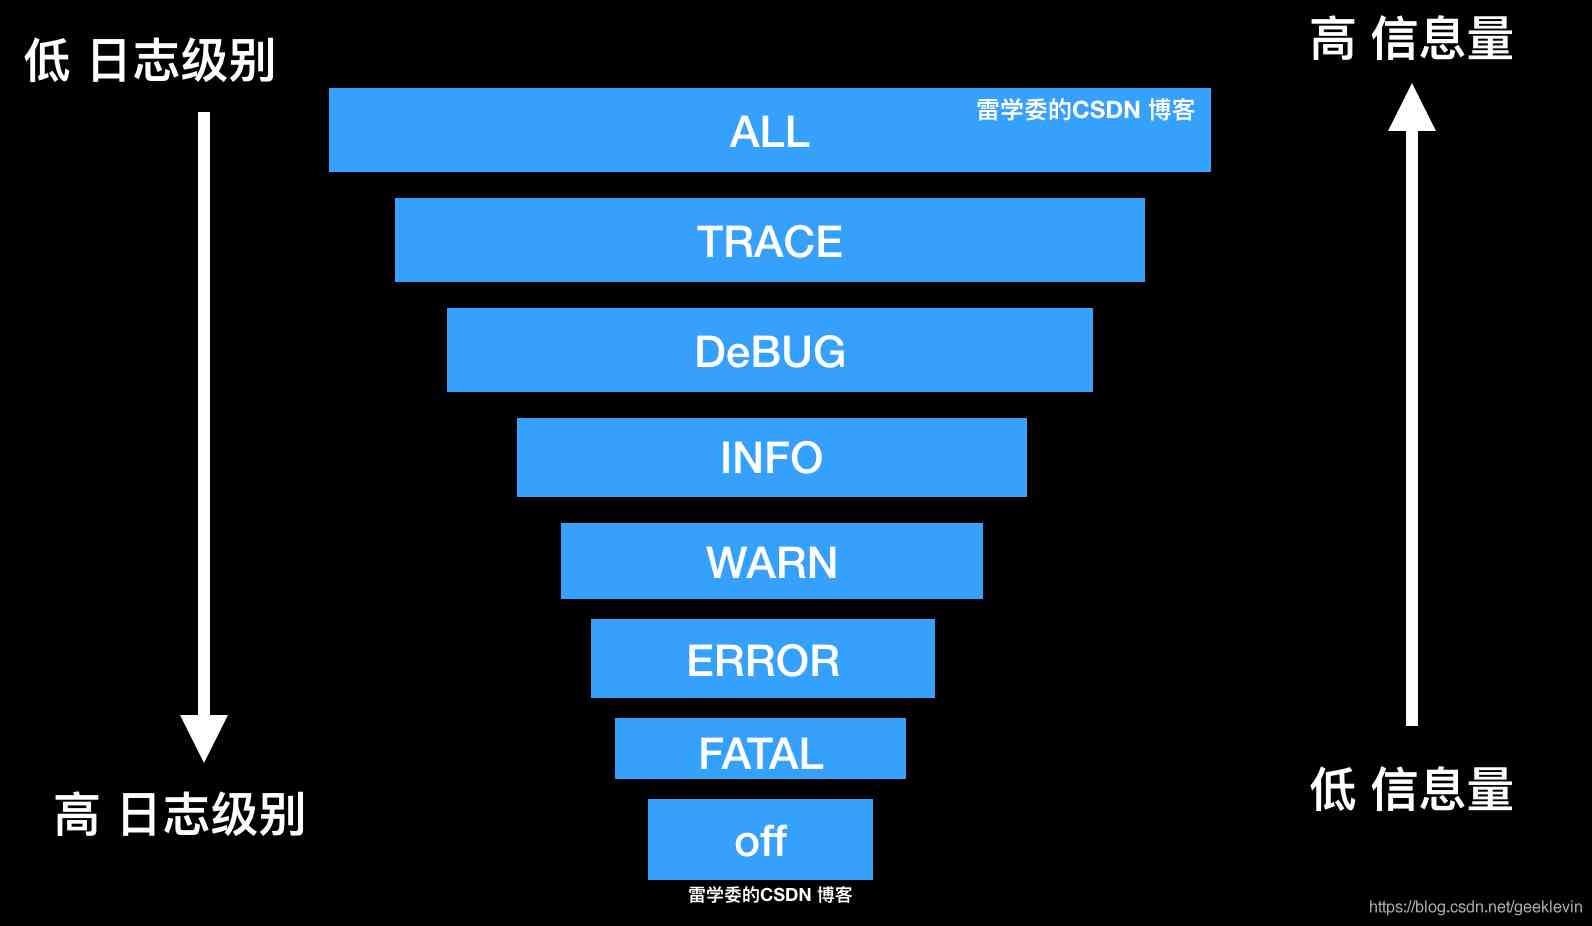 低 日志级别
高 信息量
雷学委的CSDN 博客
ALL
TRACE
DeBUG
INFO
WARN
ERROR
FATAL
off
高 日志级别
低 信息量
雷学委的CSDN 博客
https://blog.csdn.net/geeklevin